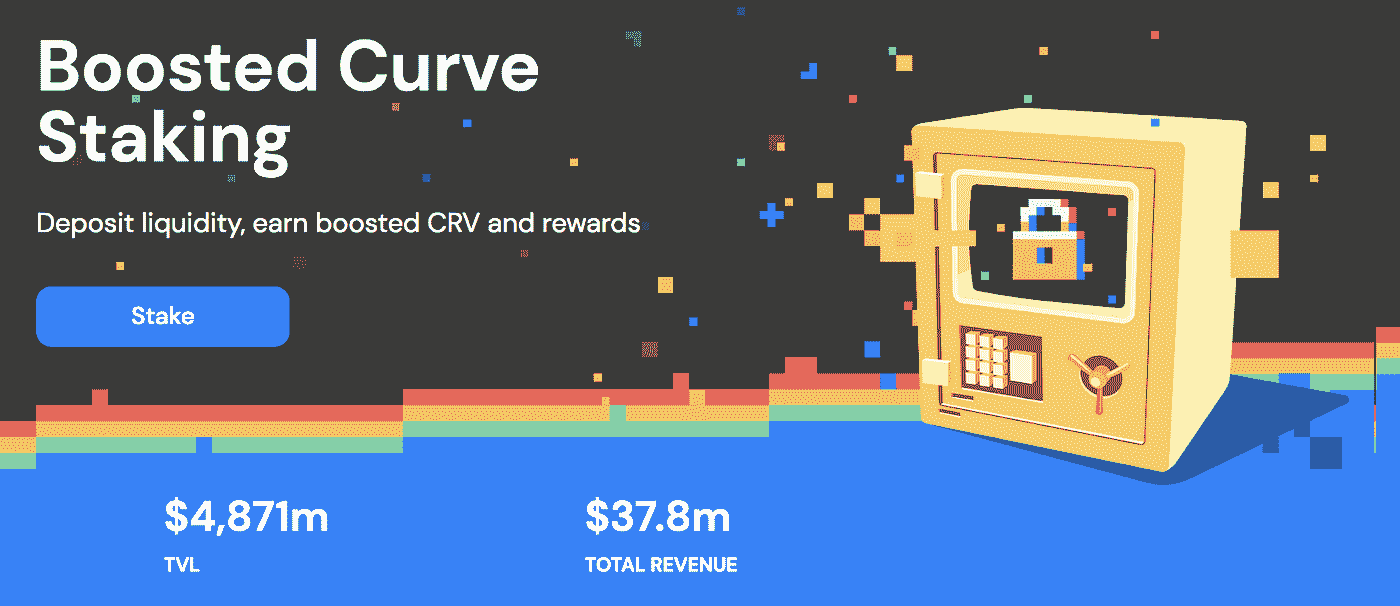 Boosted Curve
Staking
Deposit liquidity, earn boosted CRV and rewards
Stake
$4,871m
TVL
$37.8m
TOTAL REVENUE